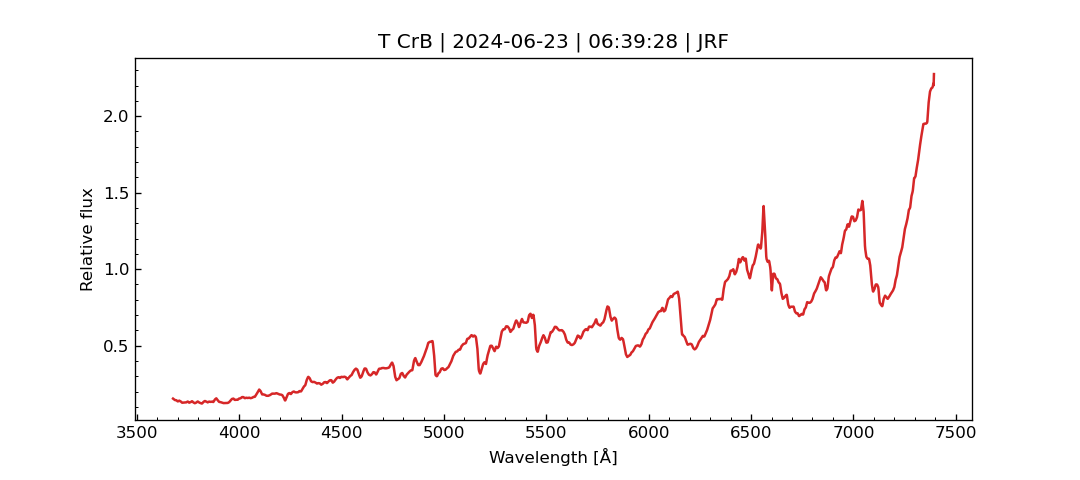 T CrB | 2024-06-23 | 06:39:28 | JRF
2.0
1.5
1.0
0.5
Relative flux
3500 4000 4500 5000 5500 6000 6500 7000 7500
Wavelength [Å]